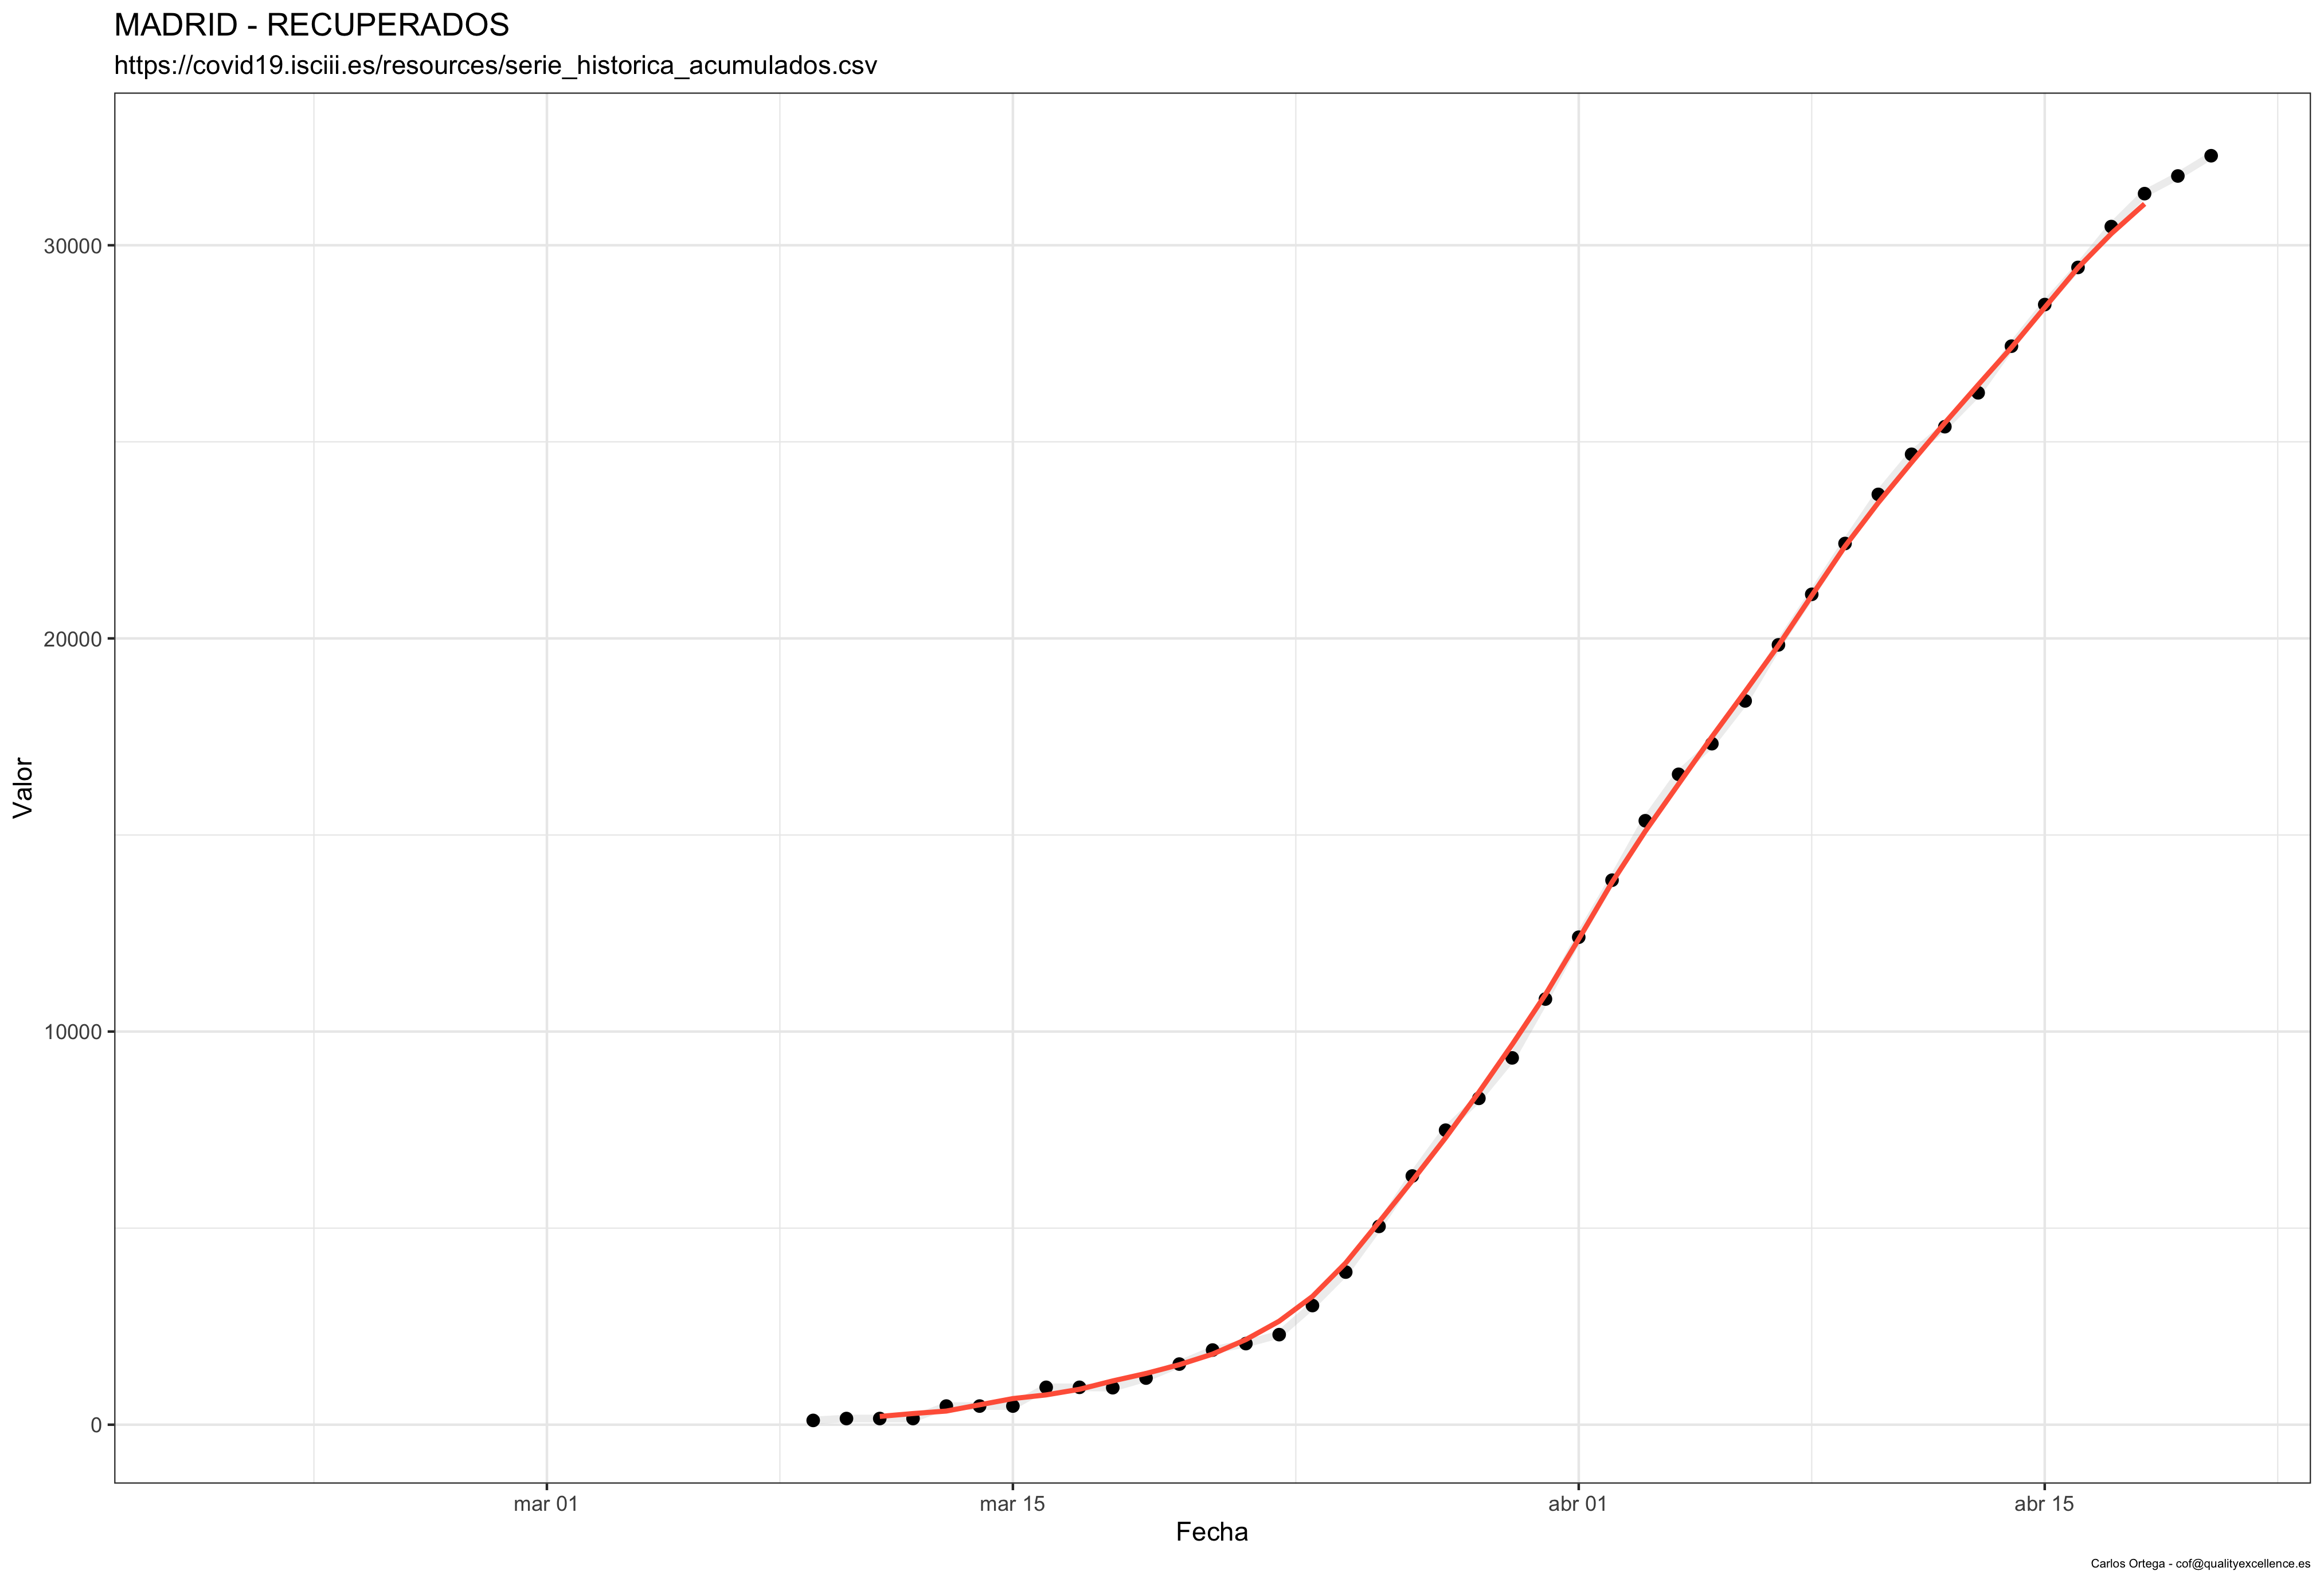 MADRID - RECUPERADOS
https://covid19.isciii.es/resources/serie_historica_acumulados.csv
Valor
30000
20000
10000
0
mar 01
mar 15
abr 01
abr 15
Fecha
Carlos Ortega - cof@qualityexcellence.es